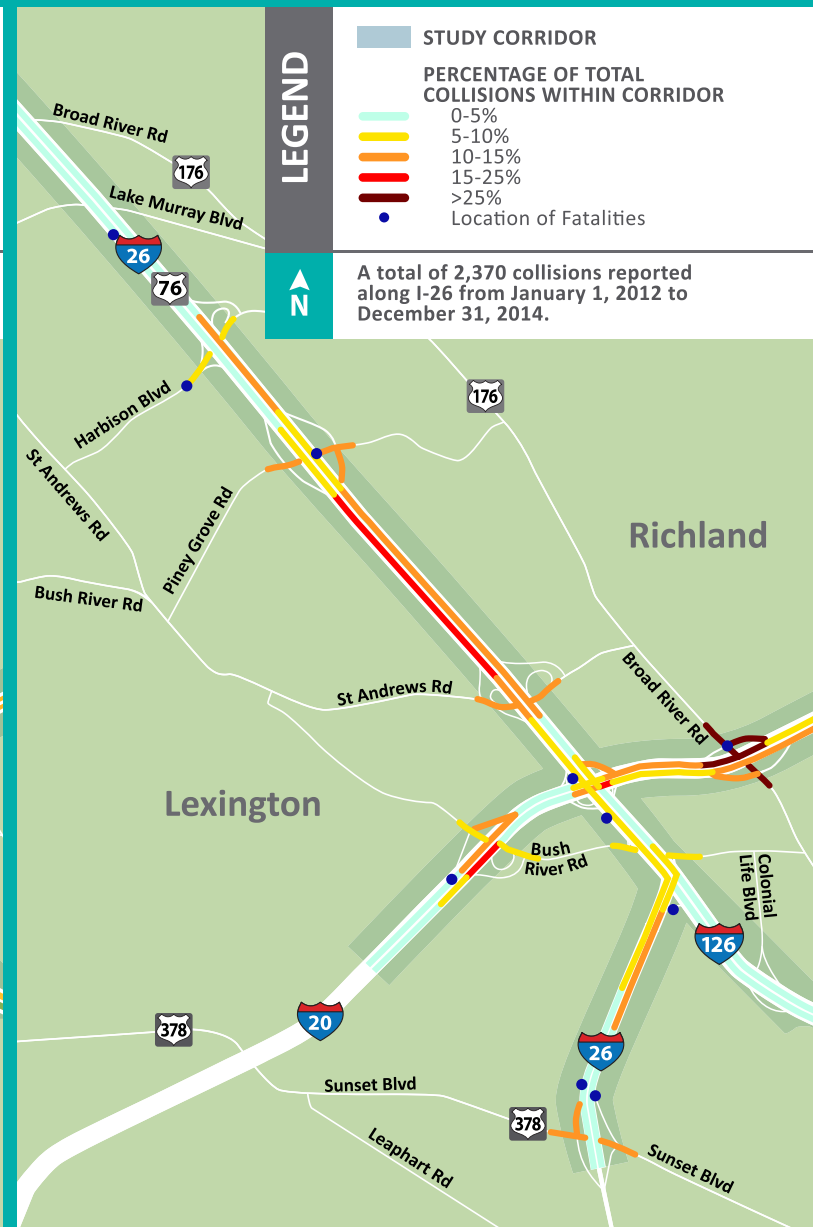 LEGEND
STUDY CORRIDOR
PERCENTAGE OF TOTAL
COLLISIONS WITHIN CORRIDOR
0-5%
5-10%
10-15%
15-25%
>25%
Location of Fatalities
N
A total of 2,370 collisions reported
along I-26 from January 1, 2012 to
December 31, 2014.
Broad River Rd
176
Lake Murray Blvd
26
76
Harbison Blvd
176
St Andrews Rd
Piney Grove Rd
Richland
Bush River Rd
St Andrews Rd
Broad River Rd
Lexington
Bush
River Rd
Colonial
Life Blvd
126
20
378
26
Sunset Blvd
378
Leaphart Rd
Sunset Blvd